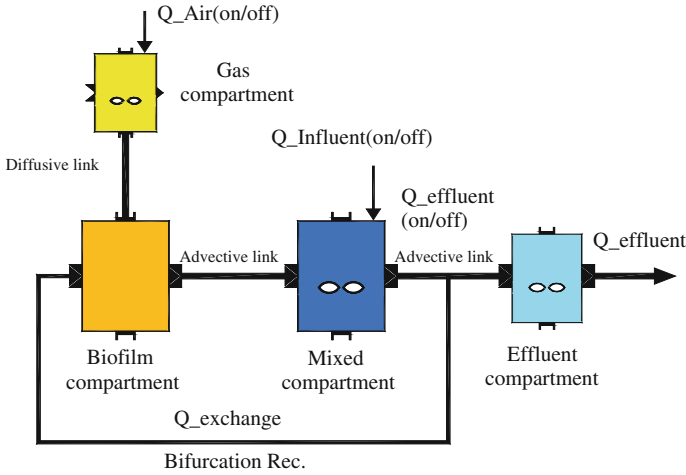 Q_Air(on/off)
Gas
compartment
Diffusive link
Q_Influent(on/off)
Q_effluent
(on/off)
Q_effluent
Advective link
Advective link
Biofilm
compartment
Mixed
compartment
Effluent
compartment
Q_exchange
Bifurcation Rec.